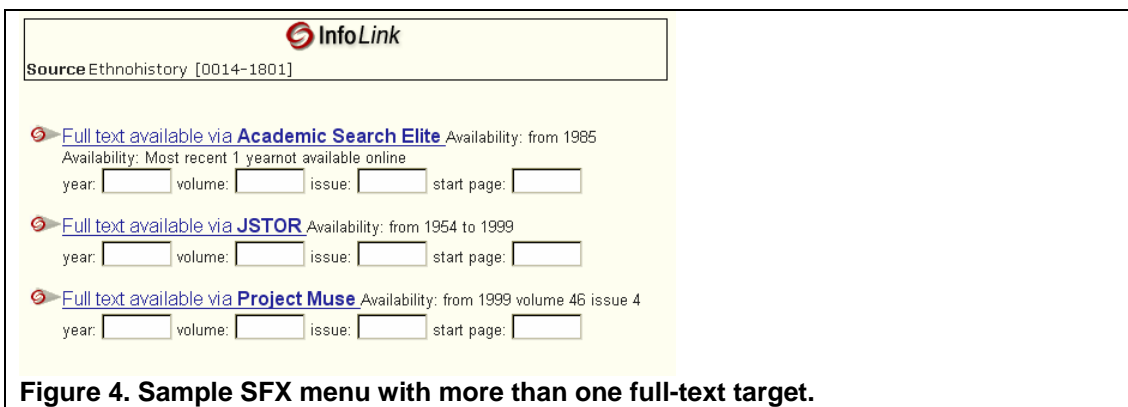 InfoLink
Source Ethnohistory [0014-1801]
Full text available via Academic Search Elite Availability: from 1985
Availability: Most recent 1 yearnot available online
year: volume: issue: start page:
Full text available via JSTOR Availability: from 1954 to 1999
year: volume: issue: start page:
Full text available via Project Muse Availability: from 1999 volume 46 issue 4
year: volume: issue: start page:
Figure 4. Sample SFX menu with more than one full-text target.